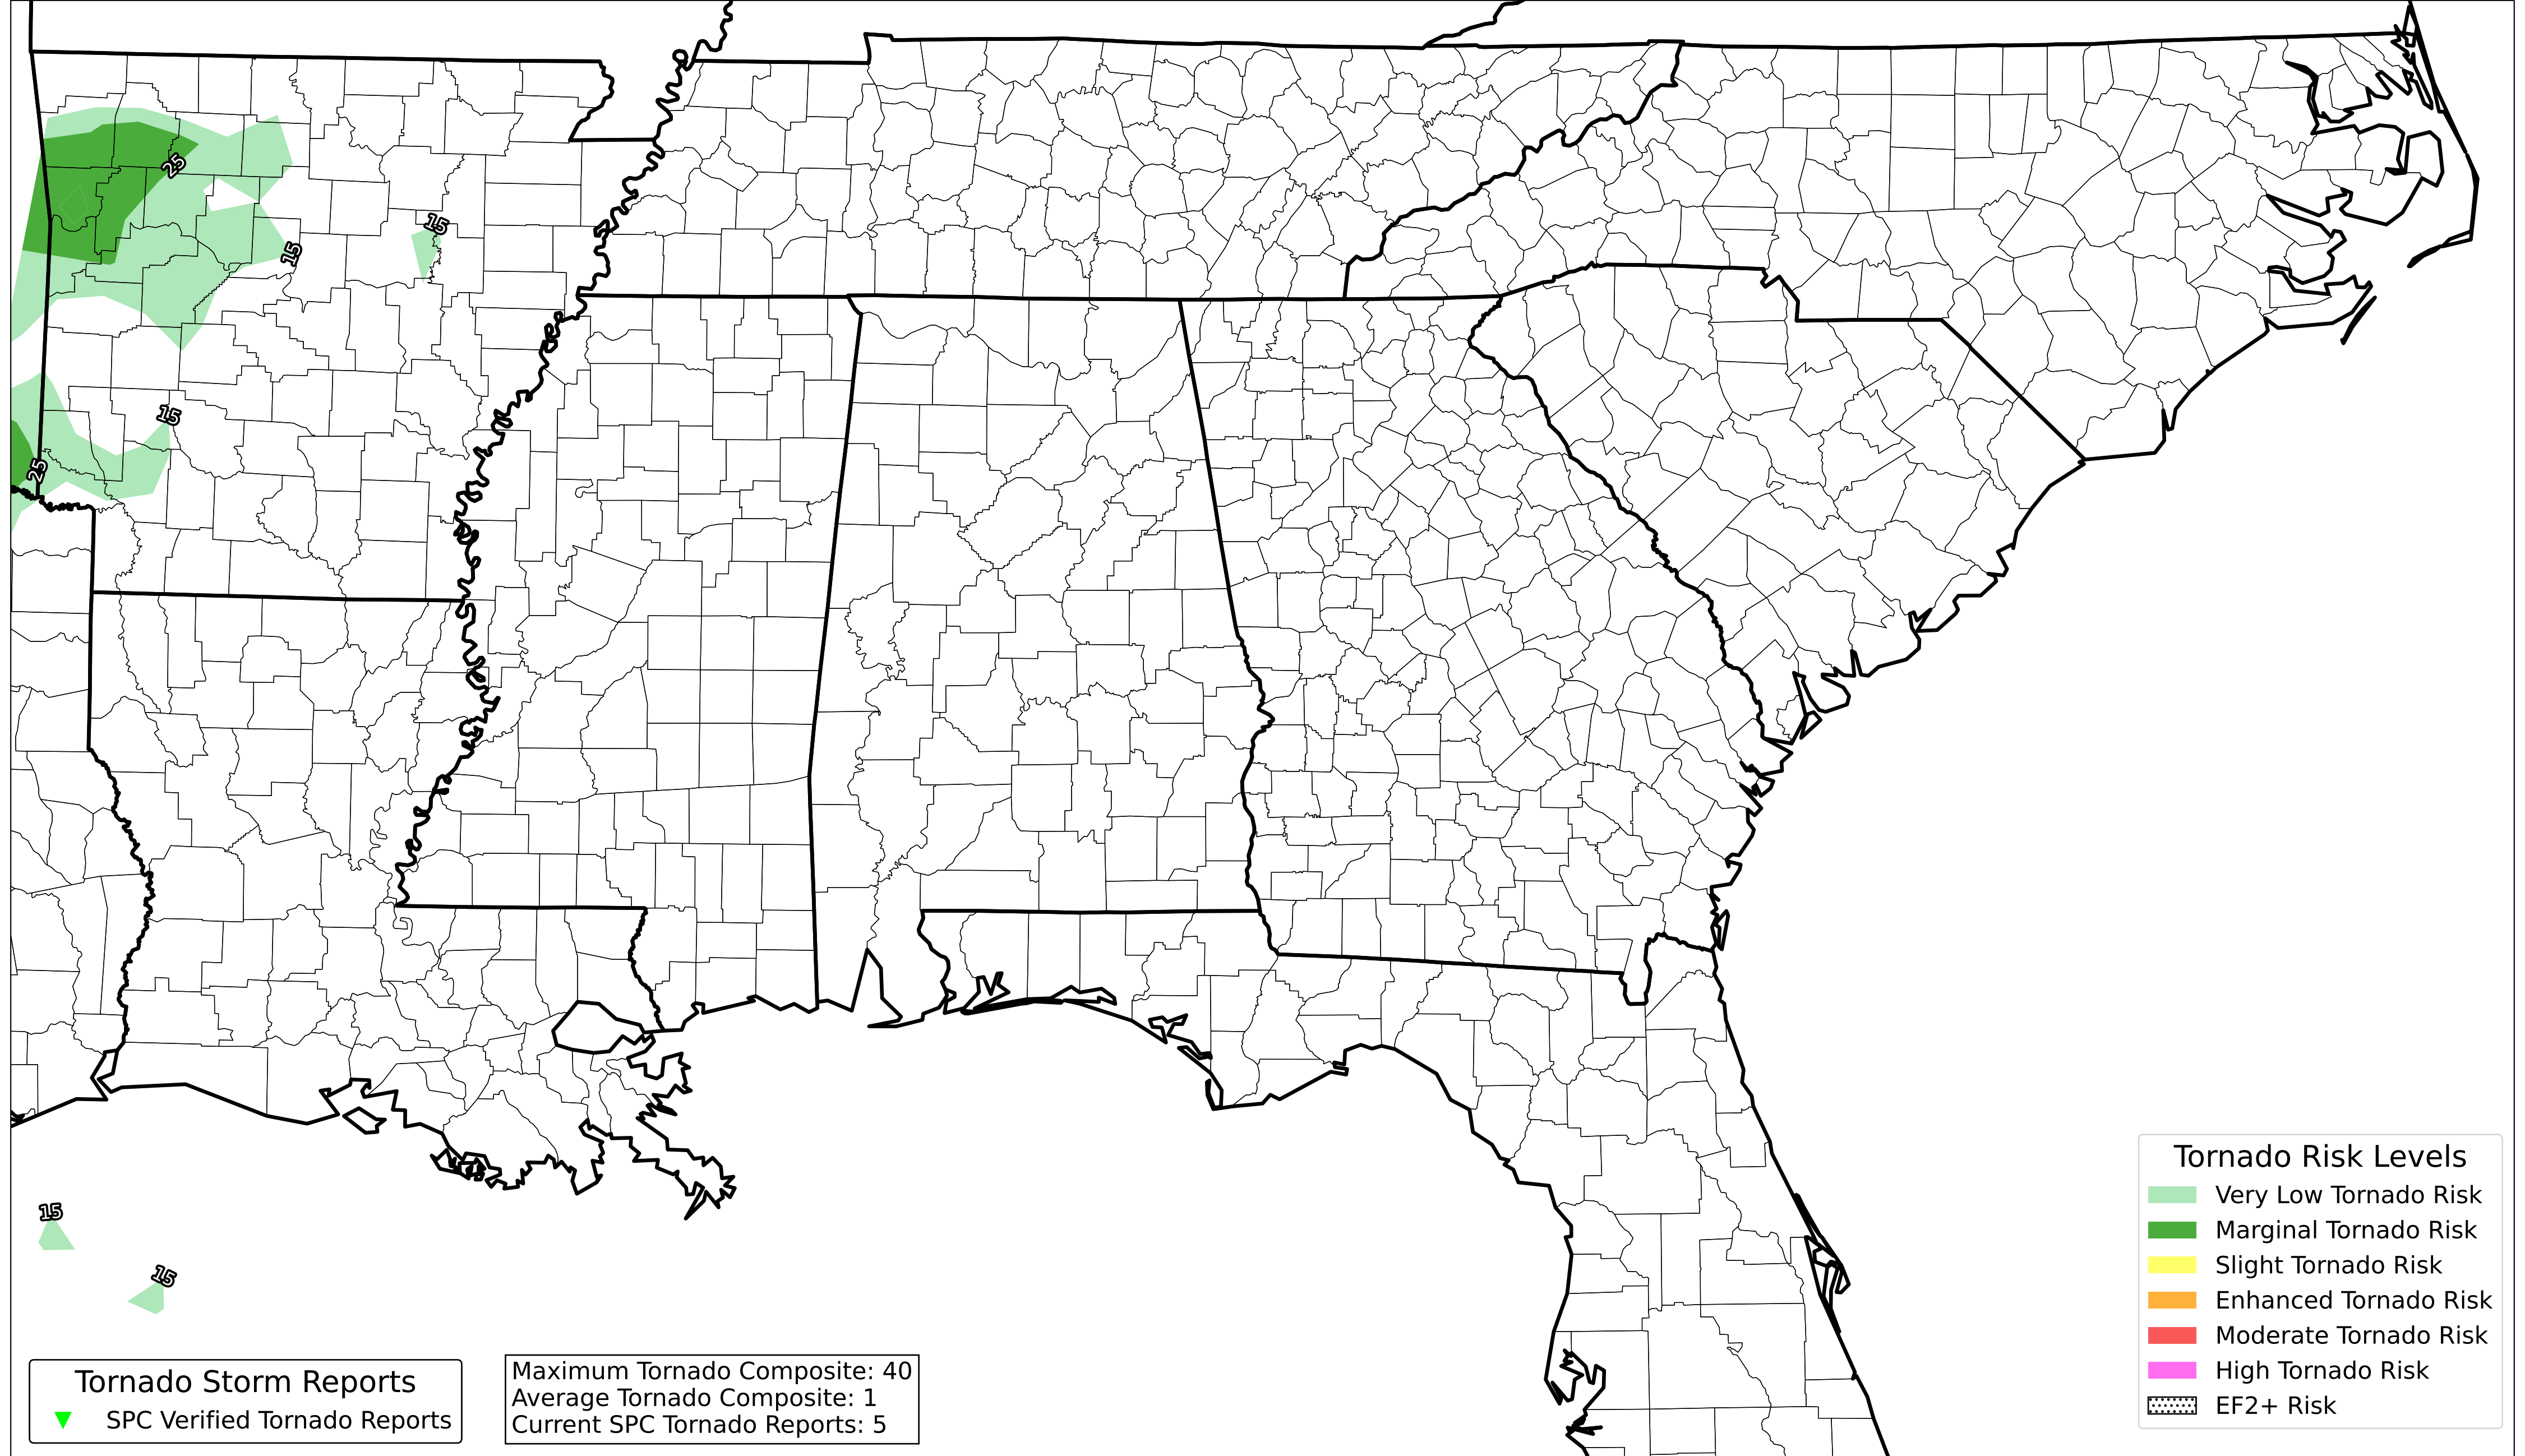 25
15
15
15
25
15
15
Tornado Storm Reports
SPC Verified Tornado Reports
Maximum Tornado Composite: 40
Average Tornado Composite: 1
Current SPC Tornado Reports: 5
Tornado Risk Levels
Very Low Tornado Risk
Marginal Tornado Risk
Slight Tornado Risk
Enhanced Tornado Risk
Moderate Tornado Risk
High Tornado Risk
EF2+ Risk